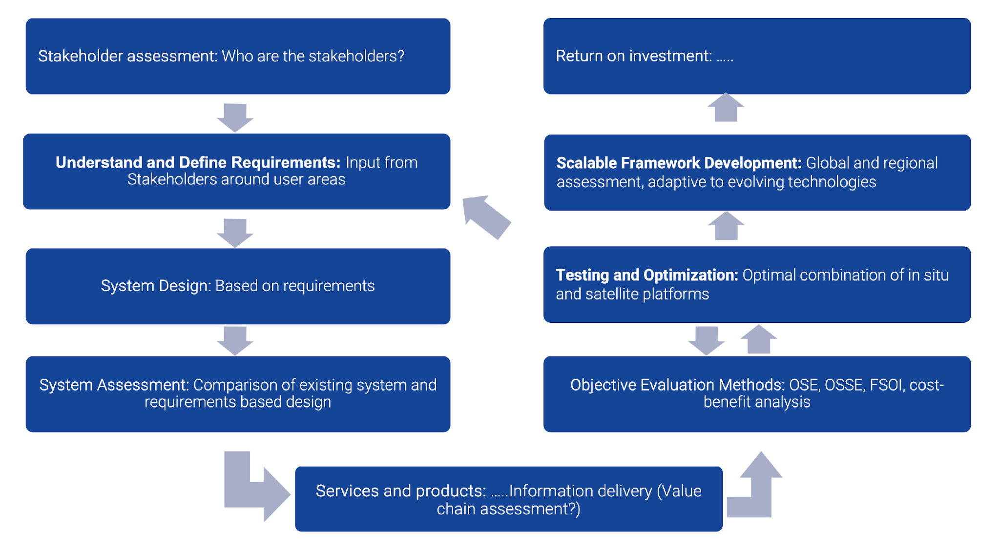 Stakeholder assessment: Who are the stakeholders?
Understand and Define Requirements: Input from
Stakeholders around user areas
System Design: Based on requirements
System Assessment: Comparison of existing system and
requirements based design
Services and products: .....Information delivery (Value
chain assessment?)
Objective Evaluation Methods: OSE, OSSE, FSOI, cost-
benefit analysis
Testing and Optimization: Optimal combination of in situ
and satellite platforms
Scalable Framework Development: Global and regional
assessment, adaptive to evolving technologies
Return on investment: .....